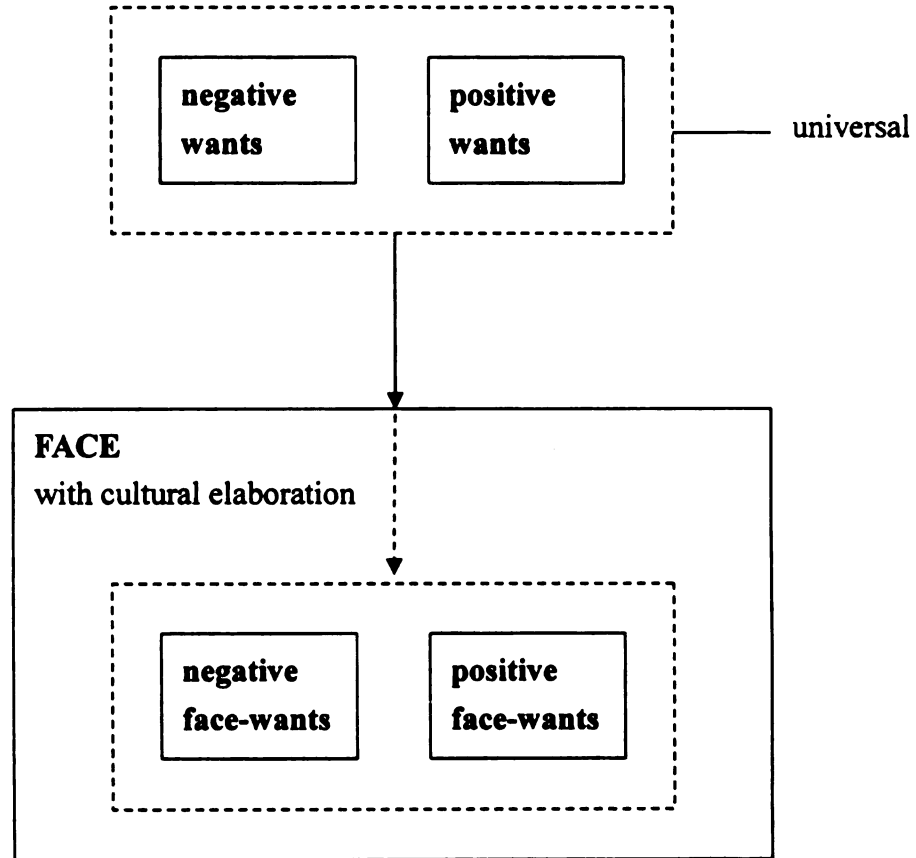 negative
wants
positive
wants
universal
FACE
with cultural elaboration
negative
face-wants
positive
face-wants